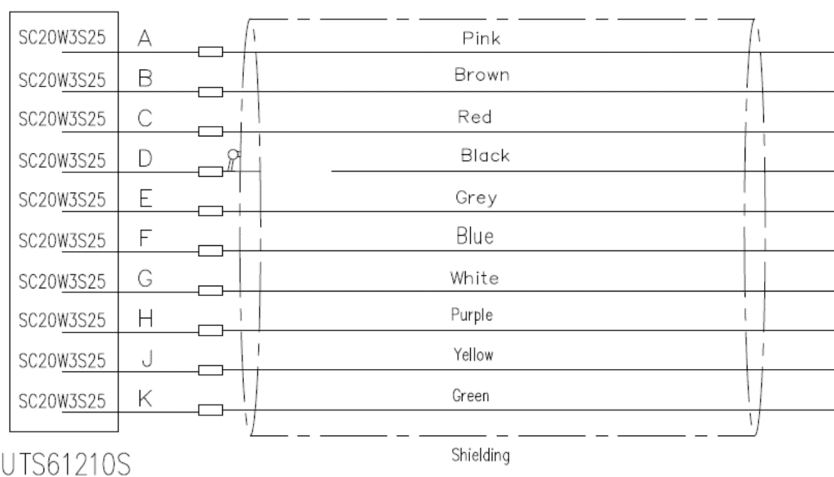 SC20W3S25 A Pink
SC20W3S25 B Brown
SC20W3S25 C Red
SC20W3S25 D Black
SC20W3S25 E Grey
SC20W3S25 F Blue
SC20W3S25 G White
SC20W3S25 H Purple
SC20W3S25 J Yellow
SC20W3S25 K Green
Shielding
UTS61210S